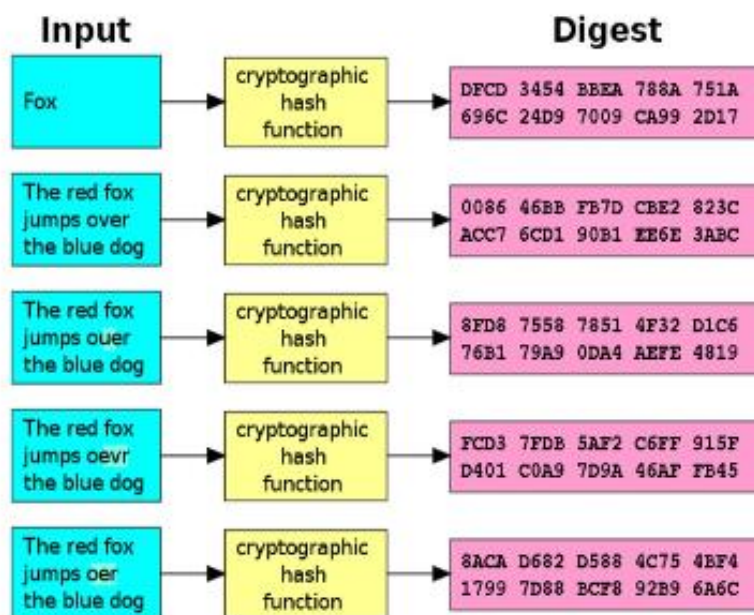 Input
Digest
Fox
cryptographic
hash
function
DFCD 3454 BBEA 788A 751A
696C 24D9 7009 CA99 2D17
The red fox
jumps over
the blue dog
cryptographic
hash
function
0086 46BB FB7D CBE2 823C
ACC7 6CD1 90B1 EE6E 3ABC
The red fox
jumps ouer
the blue dog
cryptographic
hash
function
8FD8 7558 7851 4F32 D1C6
76B1 79A9 0DA4 AEFE 4819
The red fox
jumps oevr
the blue dog
cryptographic
hash
function
FCD3 7FDB 5AF2 C6FF 915F
D401 C0A9 7D9A 46AF FB45
The red fox
jumps oer
the blue dog
cryptographic
hash
function
8ACA D682 D588 4C75 4BF4
1799 7D88 BCF8 92B9 6A6C